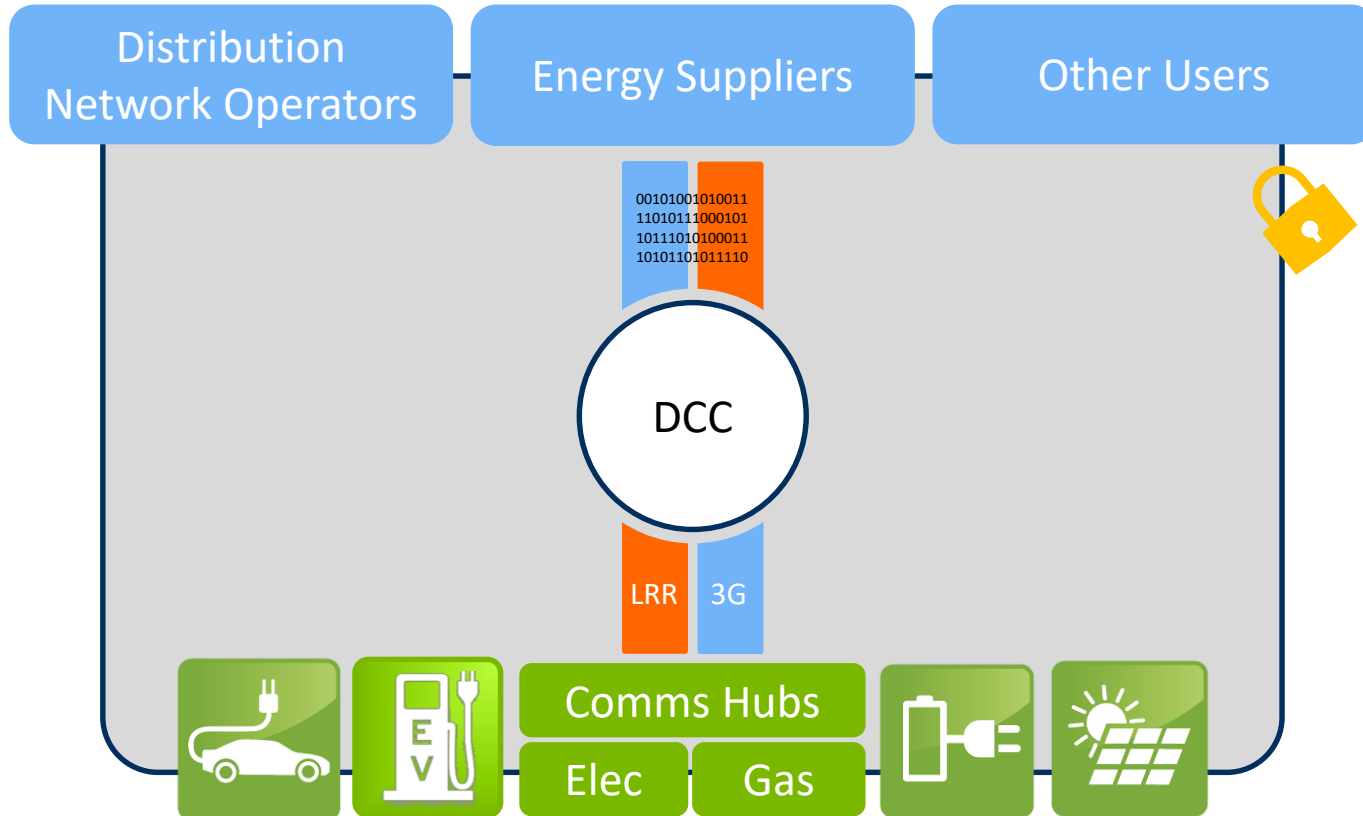 Distribution
Network Operators
Energy Suppliers
Other Users
00101001010011
11010111000101
10111010100011
10101101011110
DCC
LRR
3G
E
V
Comms Hubs
Elec
Gas